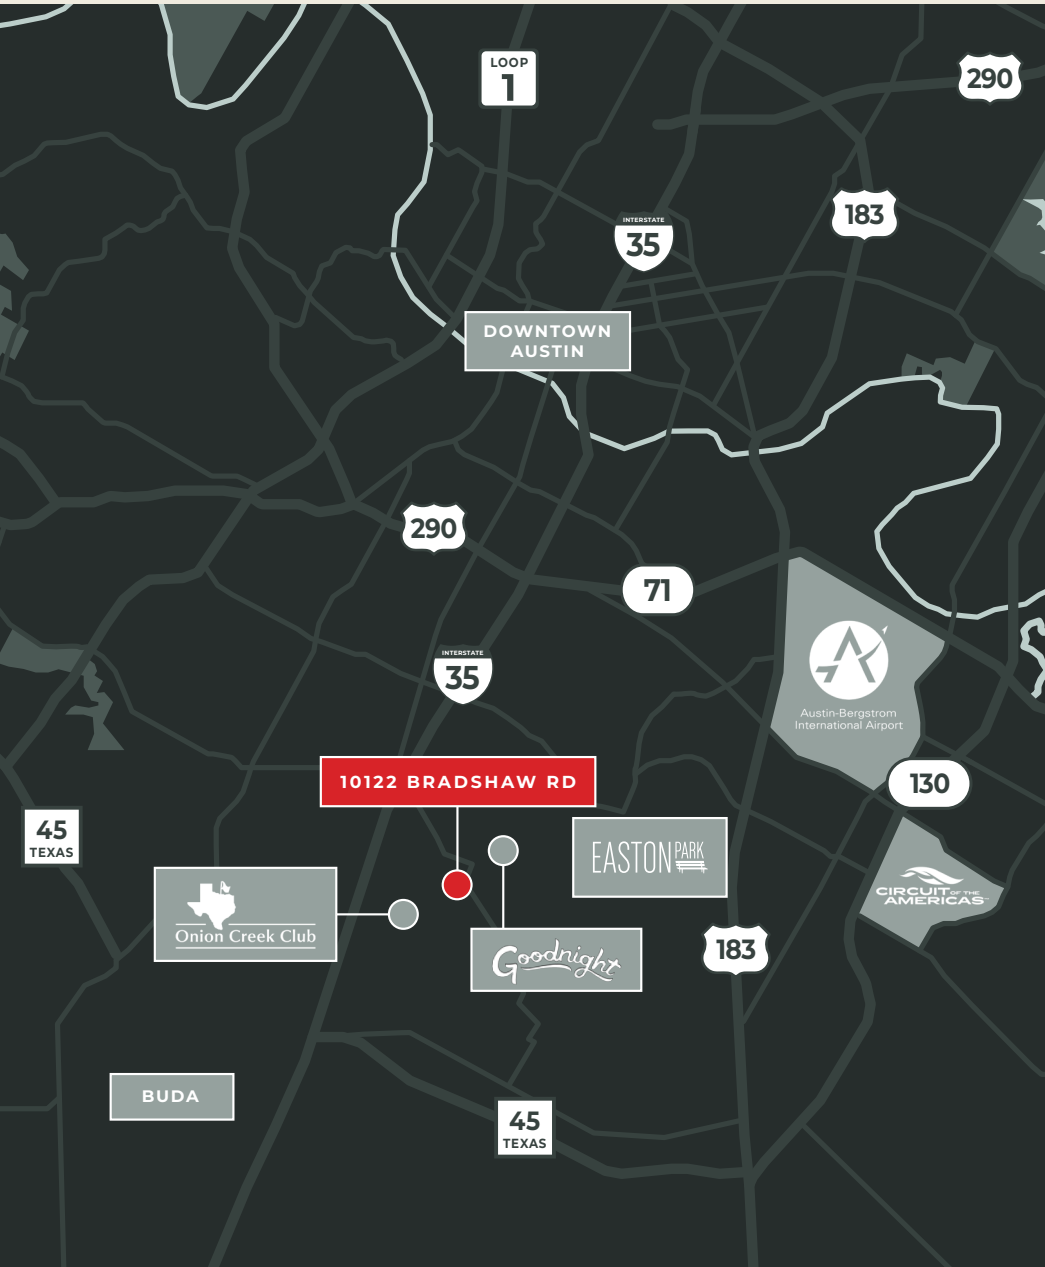 LOOP
1
290
183
INTERSTATE
35
DOWNTOWN
AUSTIN
290
71
INTERSTATE
35
Austin-Bergstrom
International Airport
10122 BRADSHAW RD
130
45
TEXAS
EASTON PARK
CIRCUIT OF THE
AMERICAS
Onion Creek Club
Goodnight
183
BUDA
45
TEXAS